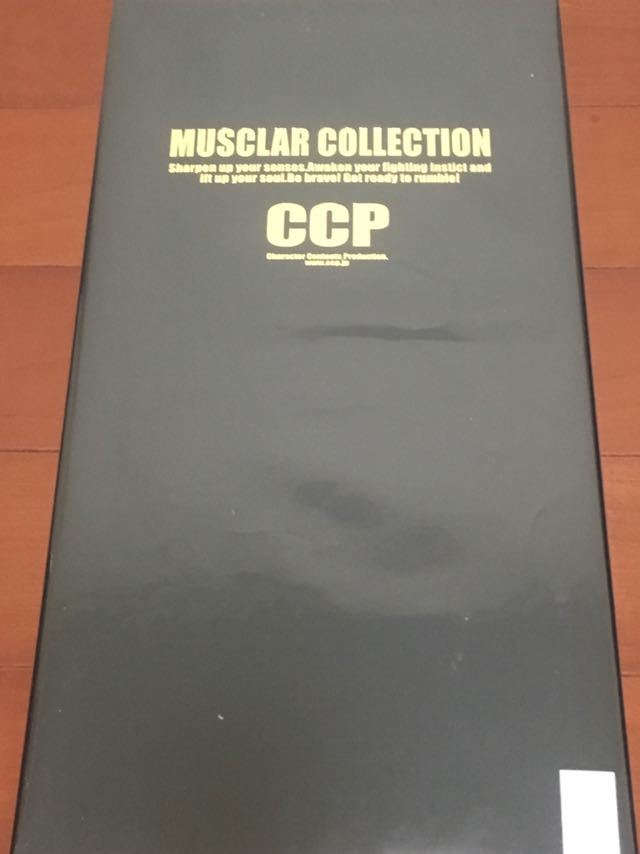 MUSCLAR COLLECTION
Sharpen up your senses.Awaken your fighting instict and
lift up your soul.Be brave! Get ready to rumble!
CCP
Character Contents Production.
www.ccp.jp